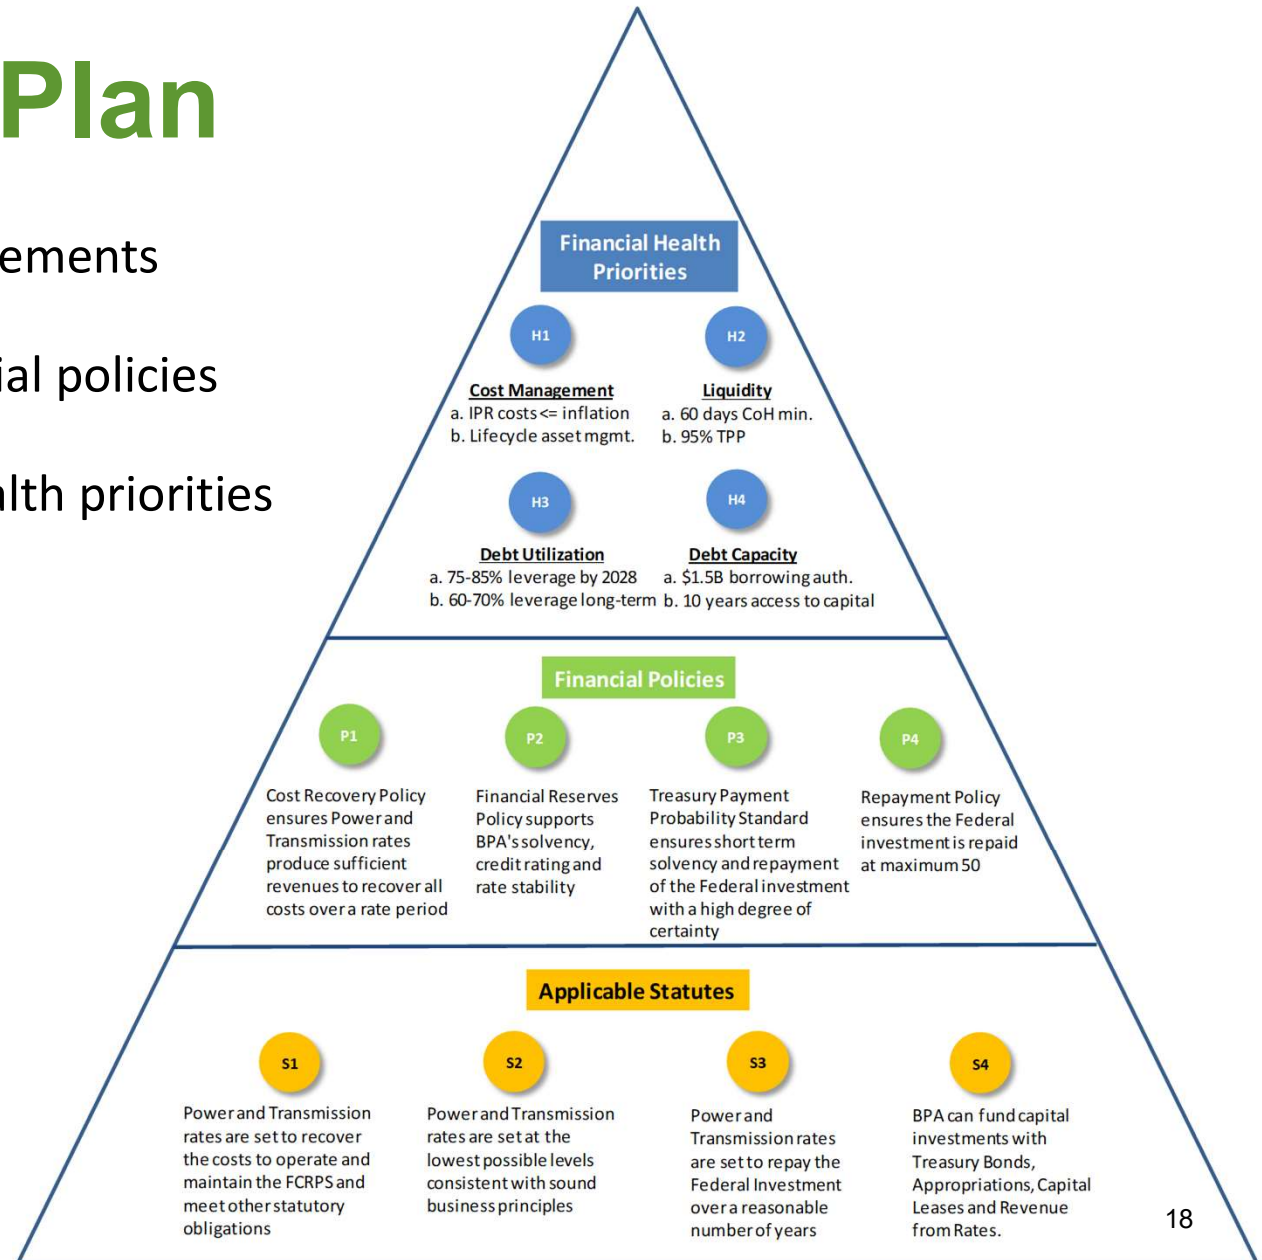 Plan
ements
ial policies
alth priorities
Financial Health
Priorities
H1
Cost Management
a. IPR costs <= inflation
b. Lifecycle asset mgmt.
H2
Liquidity
a. 60 days CoH min.
b. 95% TPP
H3
Debt Utilization
a. 75-85% leverage by 2028
b. 60-70% leverage long-term
H4
Debt Capacity
a. $1.5B borrowing auth.
b. 10 years access to capital
Financial Policies
P1
Cost Recovery Policy
ensures Power and
Transmission rates
produce sufficient
revenues to recover all
costs over a rate period
P2
Financial Reserves
Policy supports
BPA's solvency,
credit rating and
rate stability
P3
Treasury Payment
Probability Standard
ensures short term
solvency and repayment
of the Federal investment
with a high degree of
certainty
P4
Repayment Policy
ensures the Federal
investment is repaid
at maximum 50
Applicable Statutes
S1
Power and Transmission
rates are set to recover
the costs to operate and
maintain the FCRPS and
meet other statutory
obligations
S2
Power and Transmission
rates are set at the
lowest possible levels
consistent with sound
business principles
S3
Power and
Transmission rates
are set to repay the
Federal Investment
over a reasonable
number of years
S4
BPA can fund capital
investments with
Treasury Bonds,
Appropriations, Capital
Leases and Revenue
from Rates.
18